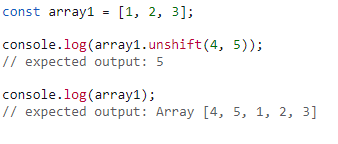 const array1 = [1, 2, 3];
console.log(array1.unshift(4, 5));
// expected output: 5
console.log(array1);
// expected output: Array [4, 5, 1, 2, 3]